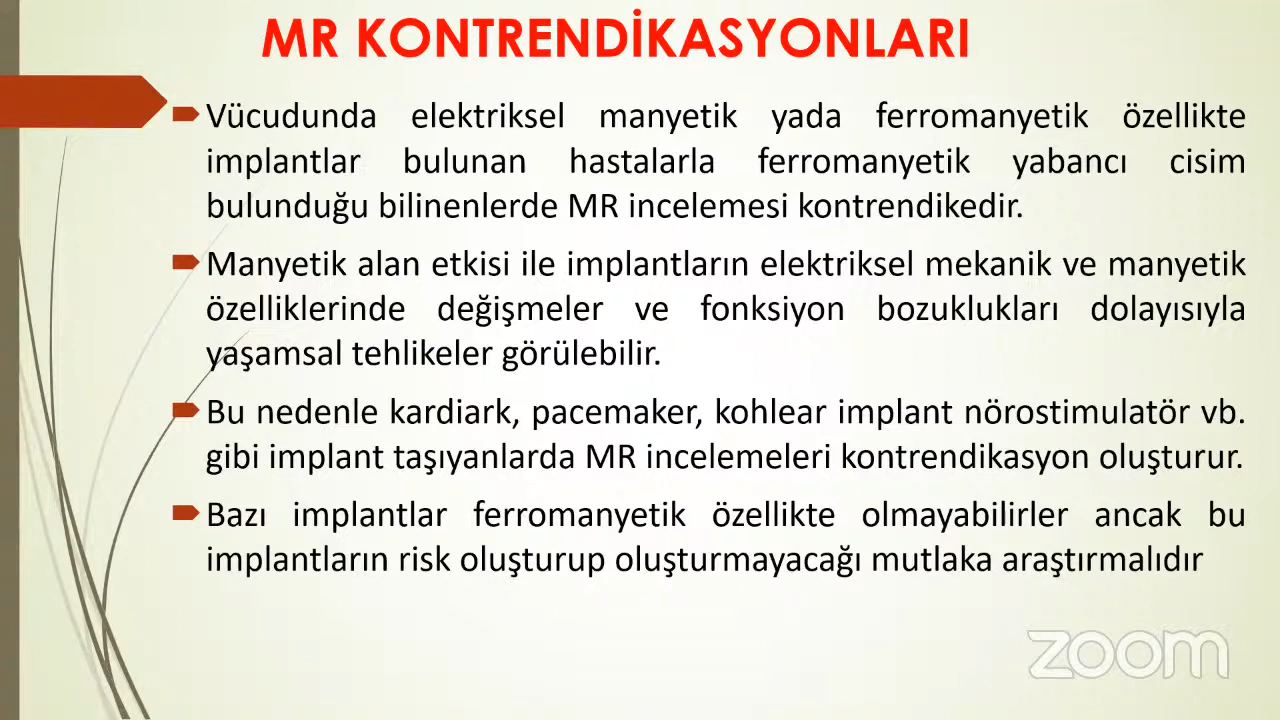 MR KONTRENDİKASYONLARI
Vücudunda elektriksel manyetik yada ferromanyetik özellikte
implantlar bulunan hastalarla ferromanyetik yabancı cisim
bulunduğu bilinenlerde MR incelemesi kontrendikedir.
Manyetik alan etkisi ile implantların elektriksel mekanik ve manyetik
özelliklerinde değişmeler ve fonksiyon bozuklukları dolayısıyla
yaşamsal tehlikeler görülebilir.
Bu nedenle kardiark, pacemaker, kohlear implant nörostimulatör vb.
gibi implant taşıyanlarda MR incelemeleri kontrendikasyon oluşturur.
Bazı implantlar ferromanyetik özellikte olmayabilirler ancak bu
implantların risk oluşturup oluşturmayacağı mutlaka araştırmalıdır
zoom